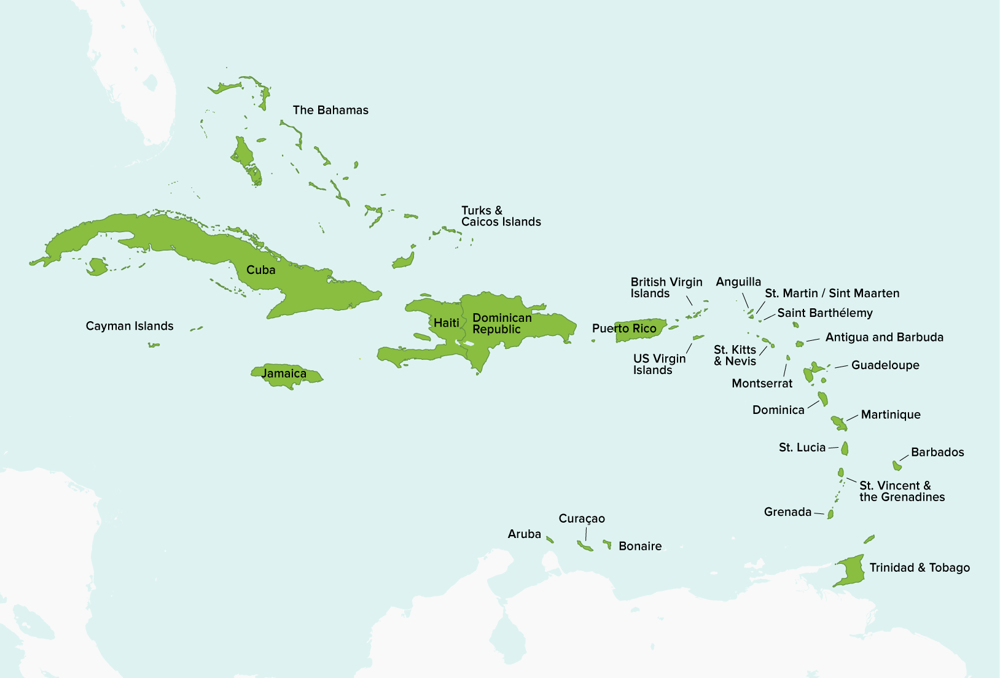 The Bahamas
Turks &
Caicos Islands
Cuba
British Virgin
Islands
Anguilla
St. Martin / Sint Maarten
Saint Barthélemy
Cayman Islands
Haiti
Dominican
Republic
Puerto Rico
Antigua and Barbuda
US Virgin
Islands
St. Kitts
& Nevis
Guadeloupe
Jamaica
Montserrat
Dominica
Martinique
St. Lucia
Barbados
St. Vincent &
the Grenadines
Grenada
Curaçao
Aruba
Bonaire
Trinidad & Tobago